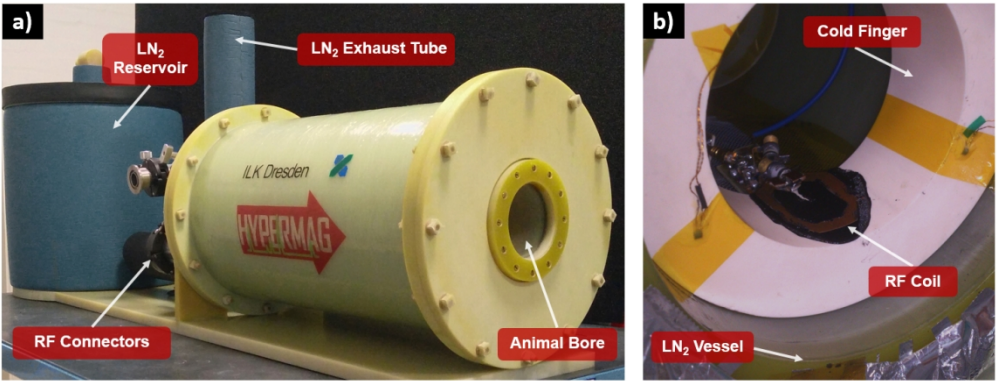 a)
LN2
Reservoir
LN2 Exhaust Tube
ILK Dresden
HYPERMAG
RF Connectors
Animal Bore
b)
Cold Finger
RF Coil
LN2 Vessel